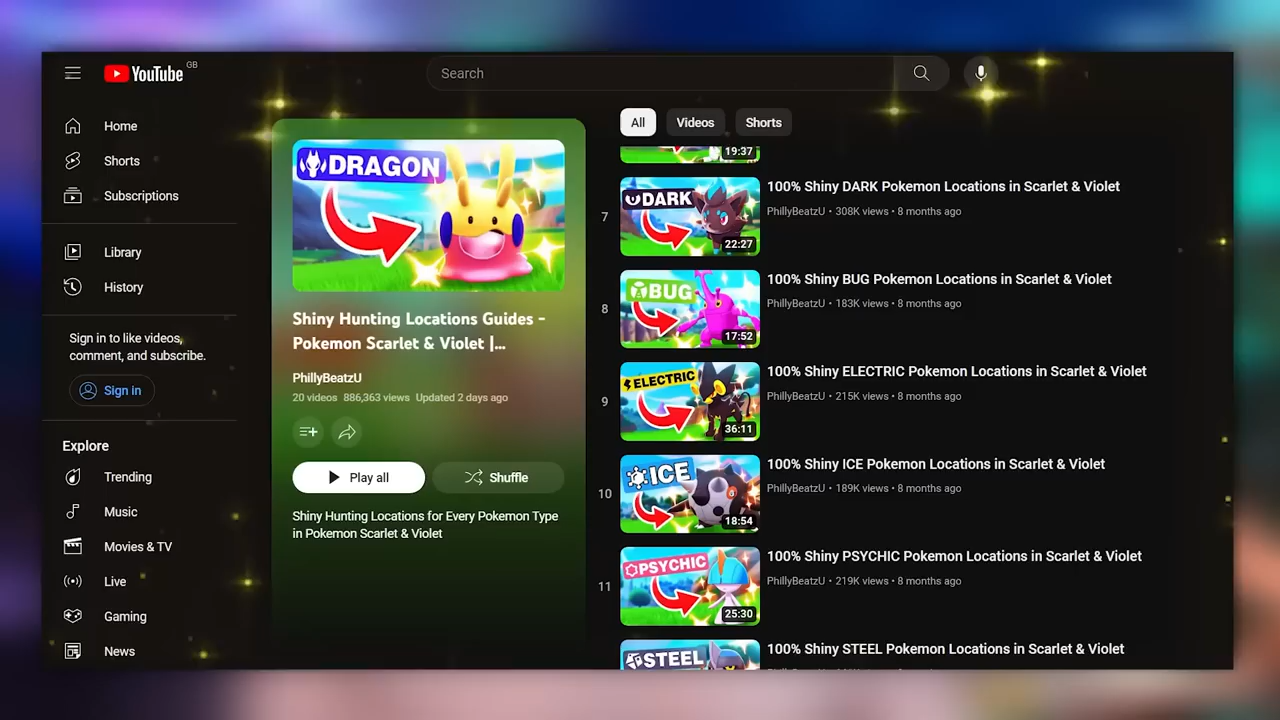 YouTube GB
Search
Home
Shorts
Subscriptions
Library
History
Sign in to like videos,
comment, and subscribe.
Sign in
Explore
Trending
Music
Movies & TV
Live
Gaming
News
DRAGON
Shiny Hunting Locations Guides -
Pokemon Scarlet & Violet |...
PhillyBeatzU
20 videos 886,363 views Updated 2 days ago
Play all
Shuffle
Shiny Hunting Locations for Every Pokemon Type
in Pokemon Scarlet & Violet
All
Videos
Shorts
19:37
7
DARK
22:27
100% Shiny DARK Pokemon Locations in Scarlet & Violet
PhillyBeatzU • 308K views • 8 months ago
8
BUG
17:52
100% Shiny BUG Pokemon Locations in Scarlet & Violet
PhillyBeatzU • 183K views • 8 months ago
9
ELECTRIC
36:11
100% Shiny ELECTRIC Pokemon Locations in Scarlet & Violet
PhillyBeatzU • 215K views • 8 months ago
10
ICE
18:54
100% Shiny ICE Pokemon Locations in Scarlet & Violet
PhillyBeatzU • 189K views • 8 months ago
11
PSYCHIC
25:30
100% Shiny PSYCHIC Pokemon Locations in Scarlet & Violet
PhillyBeatzU • 219K views • 8 months ago
STEEL
100% Shiny STEEL Pokemon Locations in Scarlet & Violet